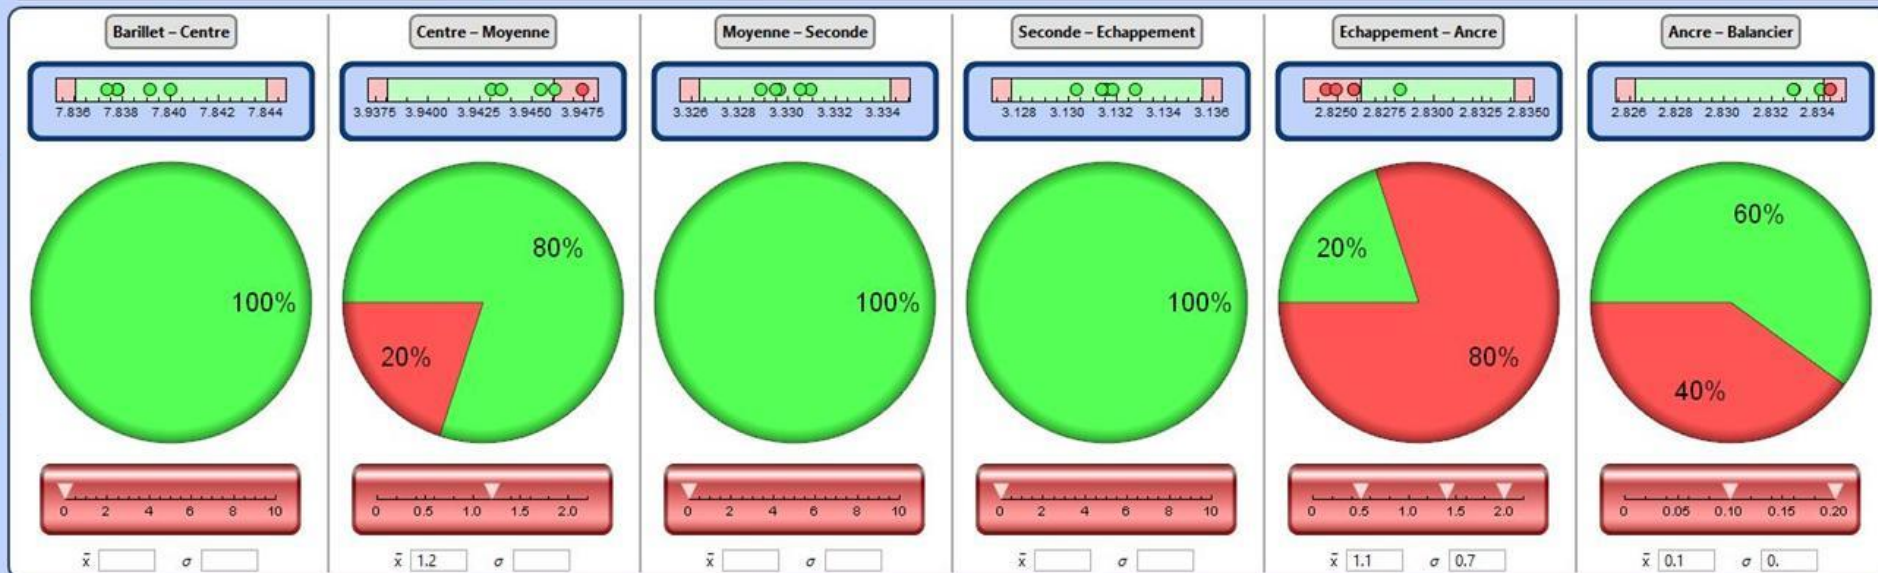 Barillet – Centre
Centre – Moyenne
Moyenne – Seconde
Seconde – Echappement
Echappement – Ancre
Ancre – Balancier
7.836 7.838 7.840 7.842 7.844
3.9375 3.9400 3.9425 3.9450 3.9475
3.326 3.328 3.330 3.332 3.334
3.128 3.130 3.132 3.134 3.136
2.8250 2.8275 2.8300 2.8325 2.8350
2.826 2.828 2.830 2.832 2.834
100%
80%
20%
100%
100%
20%
80%
60%
40%
0 2 4 6 8 10
0 0.5 1.0 1.5 2.0
0 2 4 6 8 10
0 2 4 6 8 10
0 0.5 1.0 1.5 2.0
0 0.05 0.10 0.15 0.20
x̄ σ
x̄ 1.2 σ
x̄ σ
x̄ σ
x̄ 1.1 σ 0.7
x̄ 0.1 σ 0.